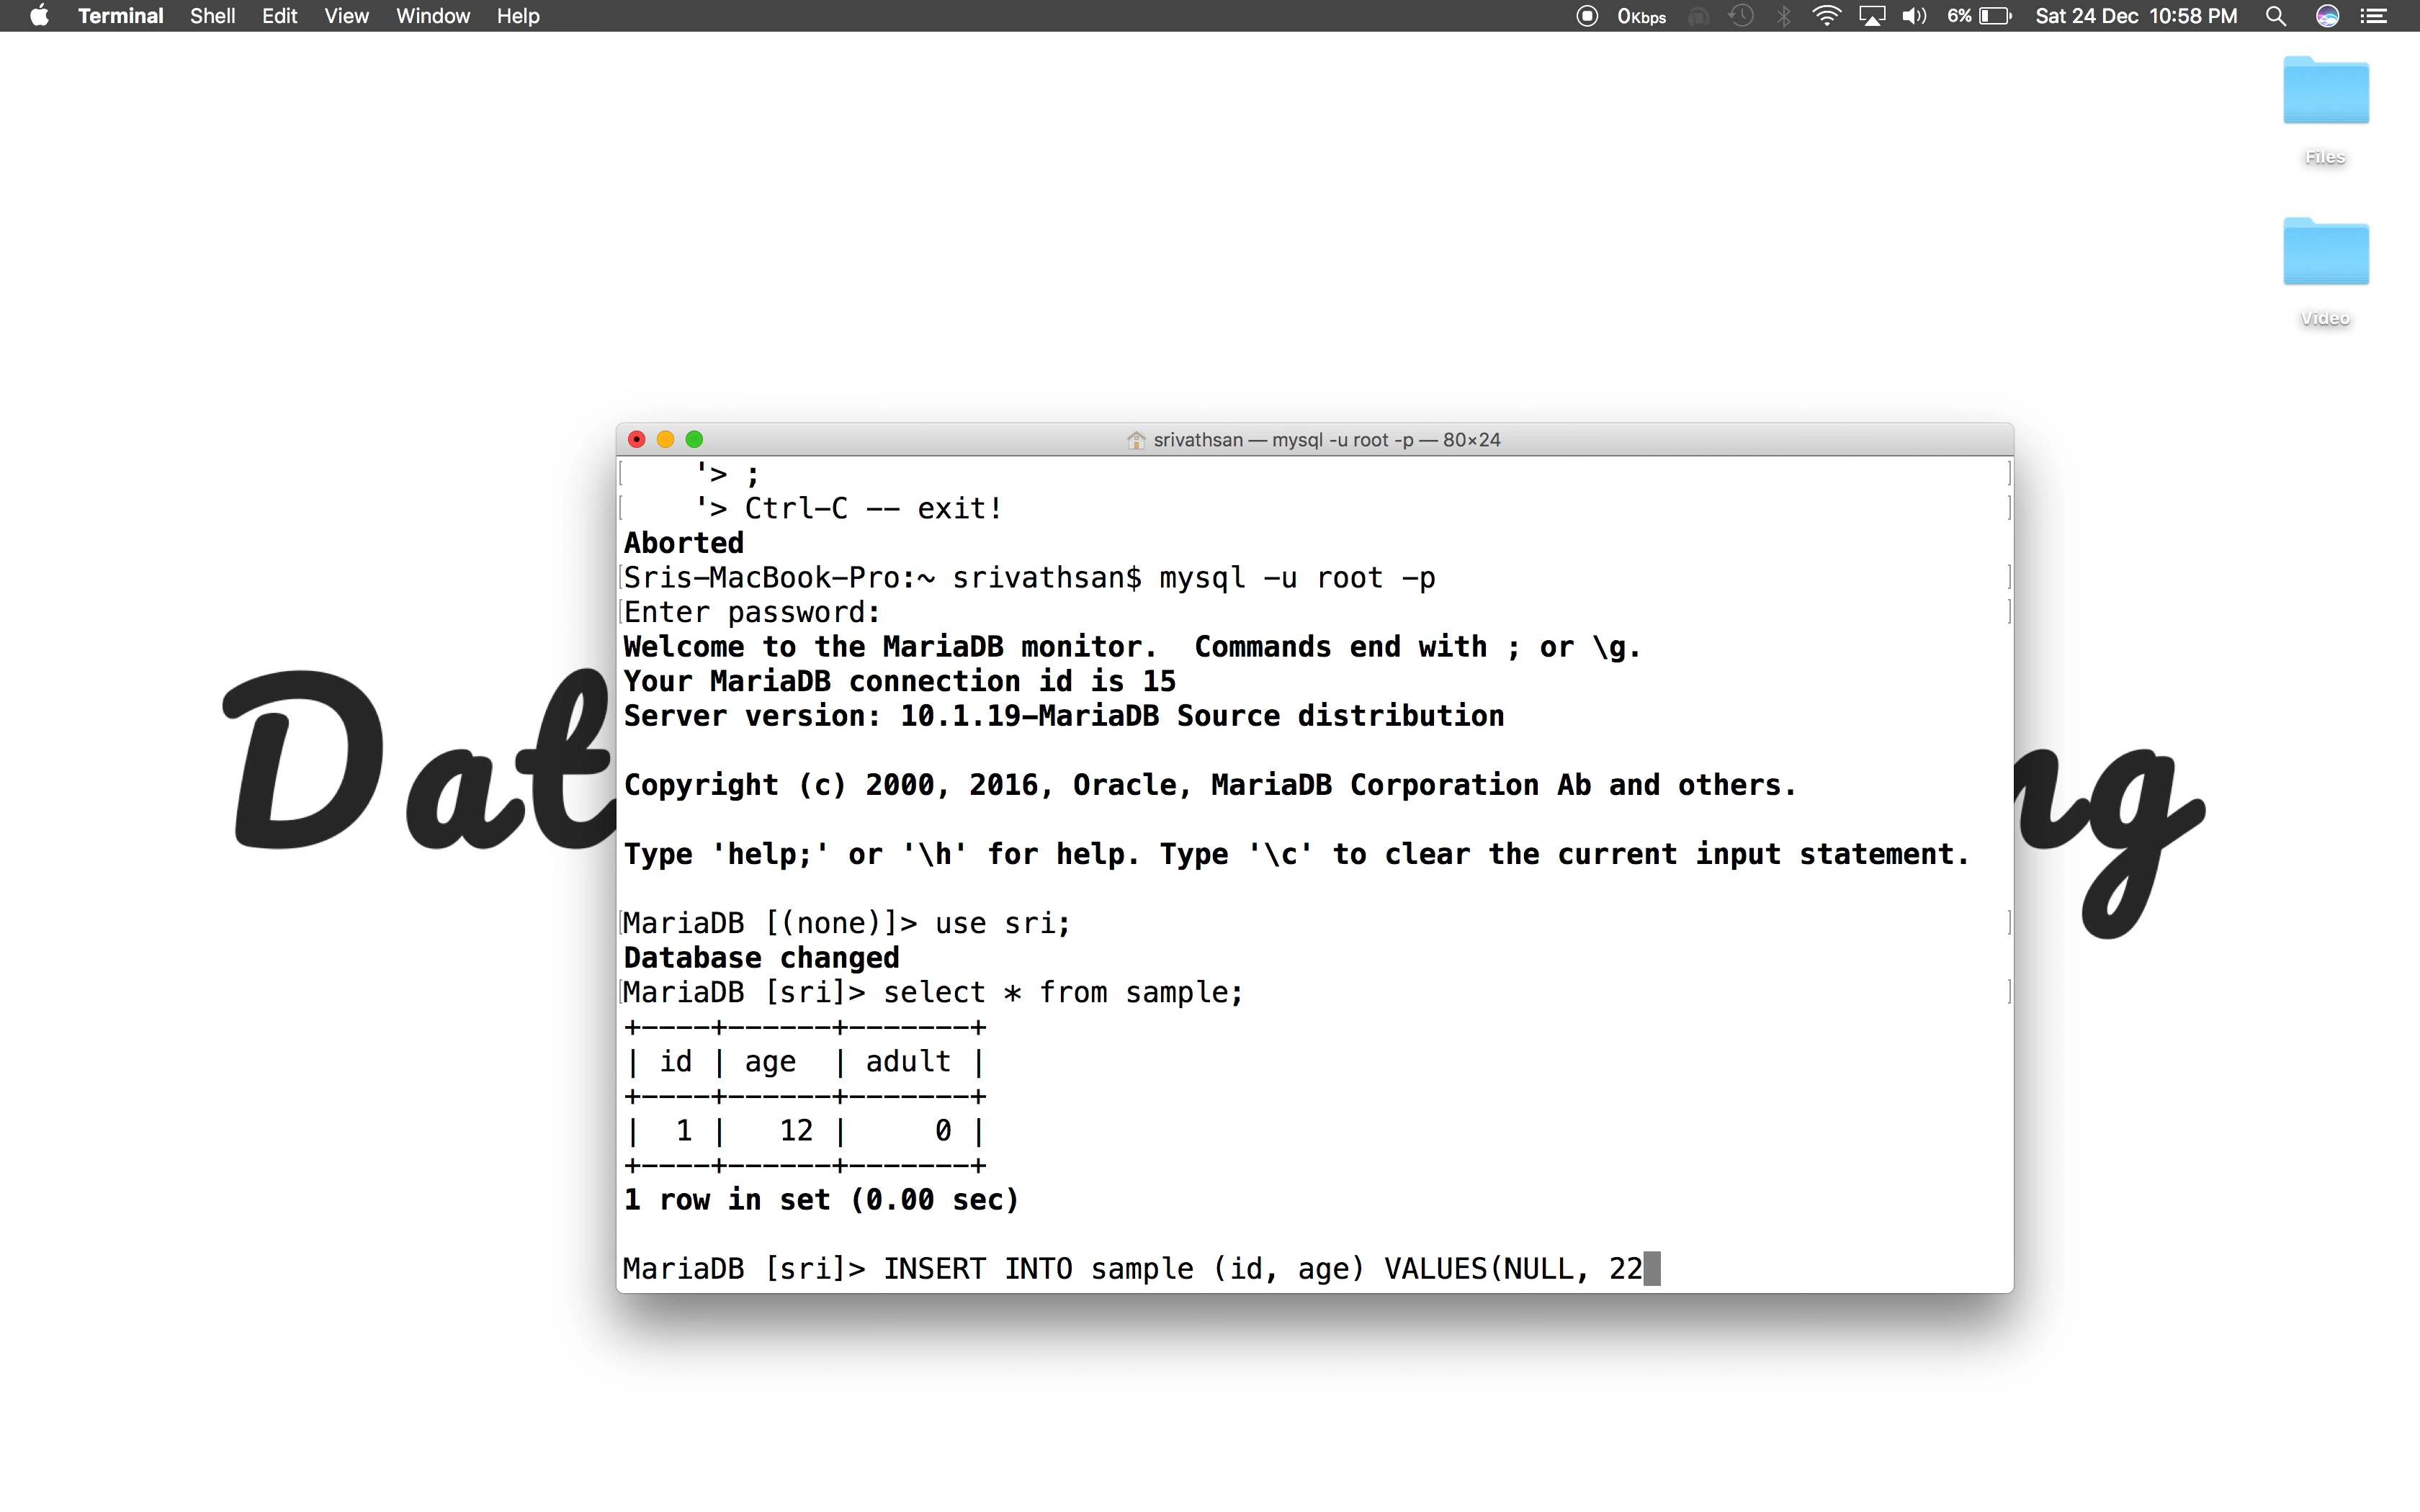 Terminal Shell Edit View Window Help 0Kbps 6% Sat 24 Dec 10:58 PM
Files
Video
srivathsan — mysql -u root -p — 80×24
'> ;
'> Ctrl-C -- exit!
Aborted
Sris-MacBook-Pro:~ srivathsan$ mysql -u root -p
Enter password:
Welcome to the MariaDB monitor.  Commands end with ; or \g.
Your MariaDB connection id is 15
Server version: 10.1.19-MariaDB Source distribution
Copyright (c) 2000, 2016, Oracle, MariaDB Corporation Ab and others.
Type 'help;' or '\h' for help. Type '\c' to clear the current input statement.
MariaDB [(none)]> use sri;
Database changed
MariaDB [sri]> select * from sample;
+----+------+-------+
| id | age  | adult |
+----+------+-------+
|  1 |   12 |     0 |
+----+------+-------+
1 row in set (0.00 sec)
MariaDB [sri]> INSERT INTO sample (id, age) VALUES(NULL, 22